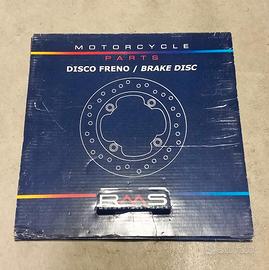 MOTORCYCLE
PARTS
DISCO FRENO / BRAKE DISC
RMS